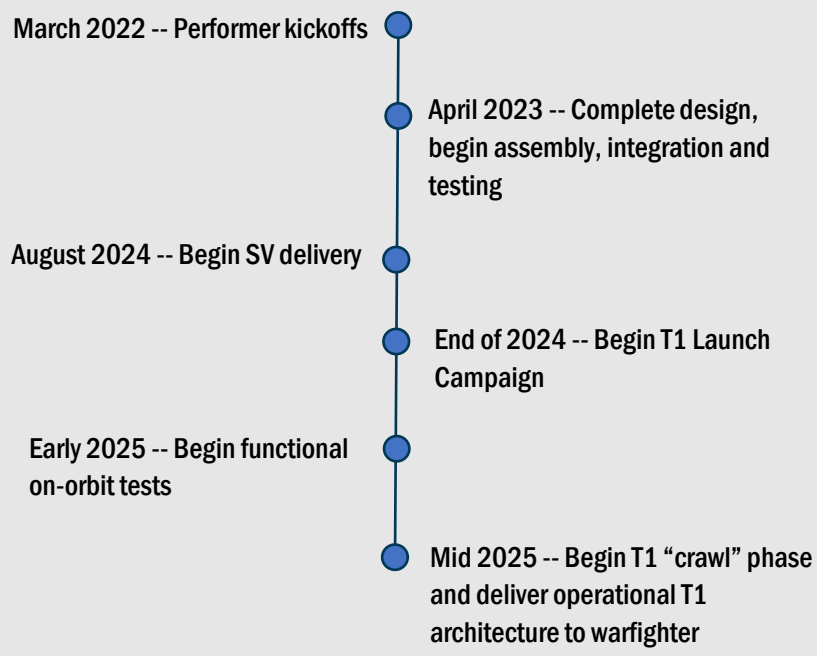 March 2022 -- Performer kickoffs
April 2023 -- Complete design,
begin assembly, integration and
testing
August 2024 -- Begin SV delivery
End of 2024 -- Begin T1 Launch
Campaign
Early 2025 -- Begin functional
on-orbit tests
Mid 2025 -- Begin T1 “crawl” phase
and deliver operational T1
architecture to warfighter